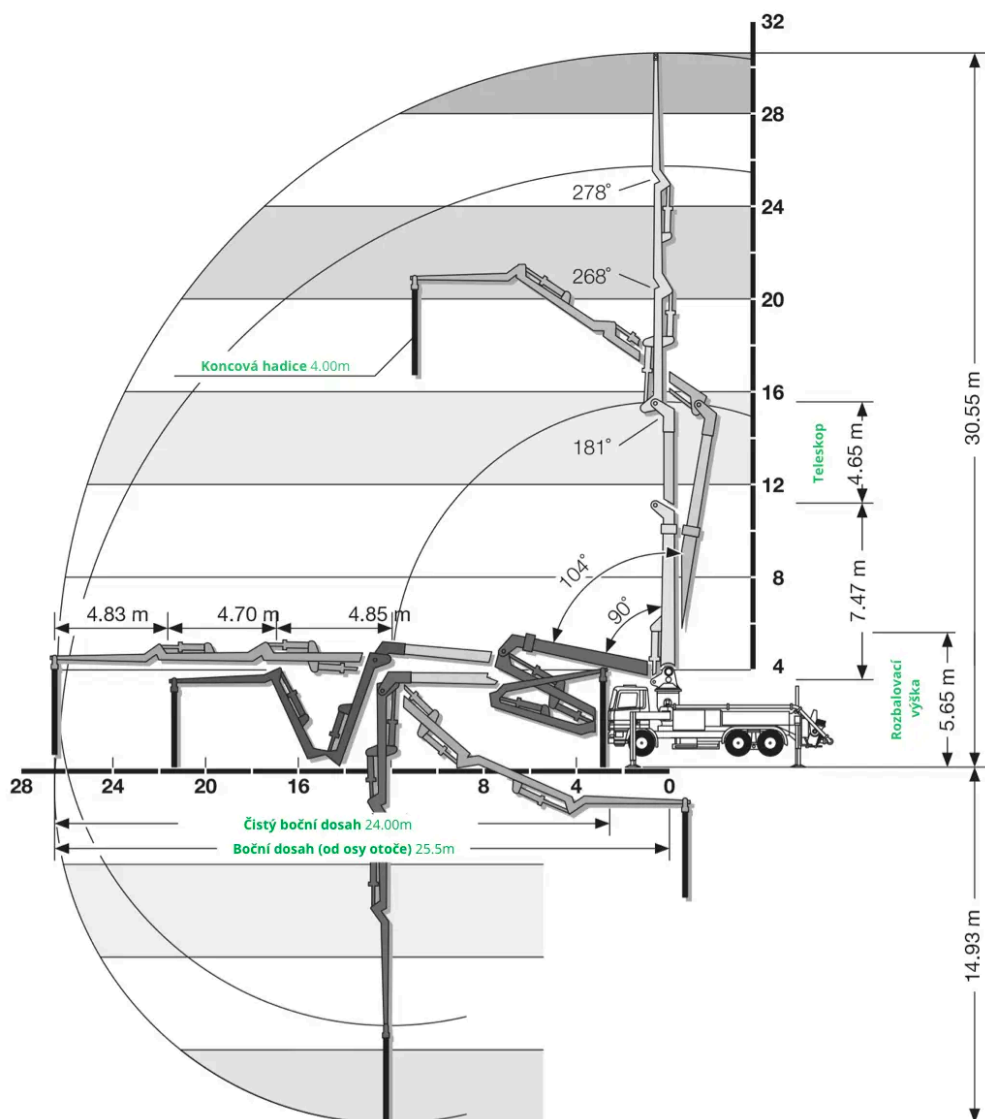 32
28
24
20
16
12
8
4
278°
268°
181°
104°
90°
Koncová hadice 4.00m
Teleskop
4.65 m
30.55 m
7.47 m
4.83 m
4.70 m
4.85 m
Rozbalovací
výška
5.65 m
28
24
20
16
12
8
4
0
Čistý boční dosah 24.00m
Boční dosah (od osy otoče) 25.5m
14.93 m